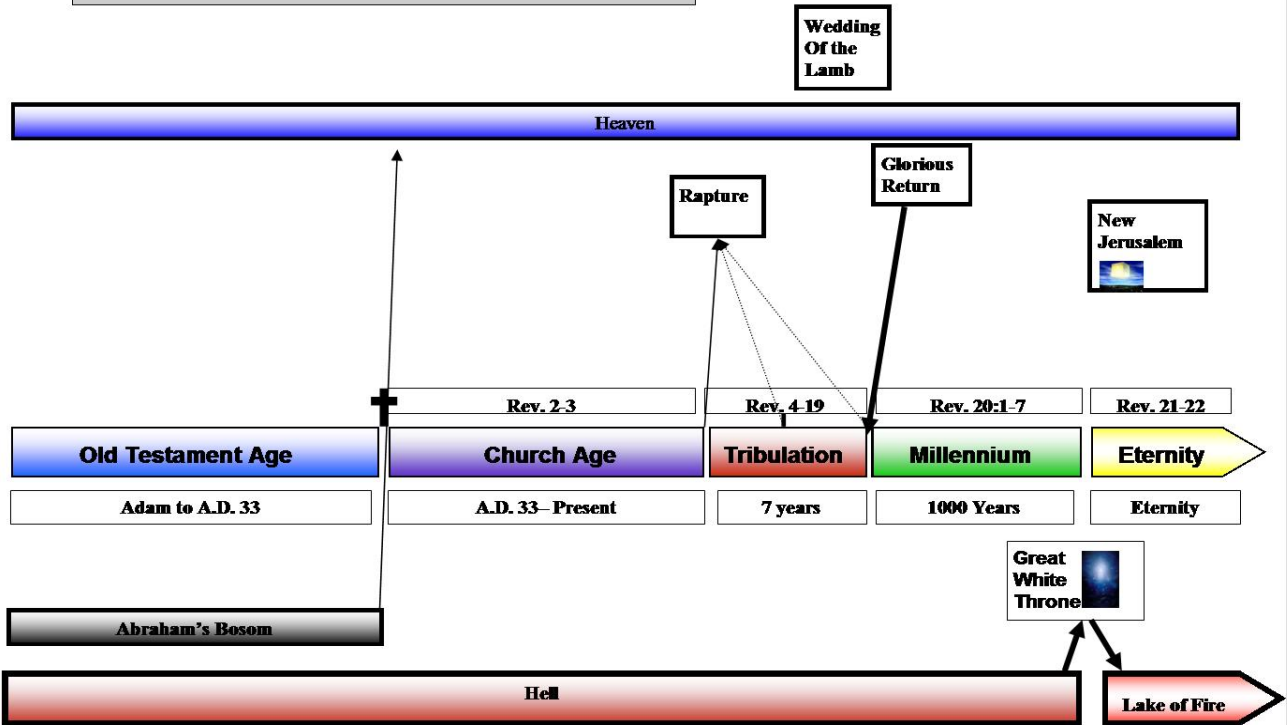 Wedding
Of the
Lamb
Heaven
Glorious
Return
Rapture
New
Jerusalem
Rev. 2-3
Rev. 4-19
Rev. 20:1-7
Rev. 21-22
Old Testament Age
Church Age
Tribulation
Millennium
Eternity
Adam to A.D. 33
A.D. 33– Present
7 years
1000 Years
Eternity
Great
White
Throne
Abraham's Bosom
Hell
Lake of Fire